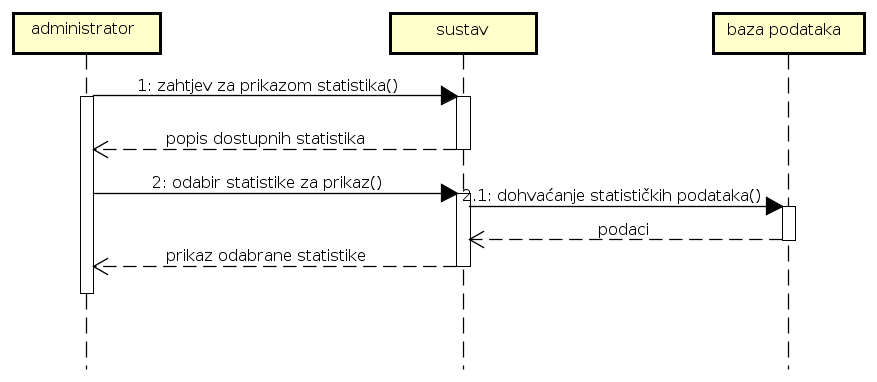 administrator
sustav
baza podataka
1: zahtjev za prikazom statistika()
popis dostupnih statistika
2: odabir statistike za prikaz()
2.1: dohvaćanje statističkih podataka()
podaci
prikaz odabrane statistike